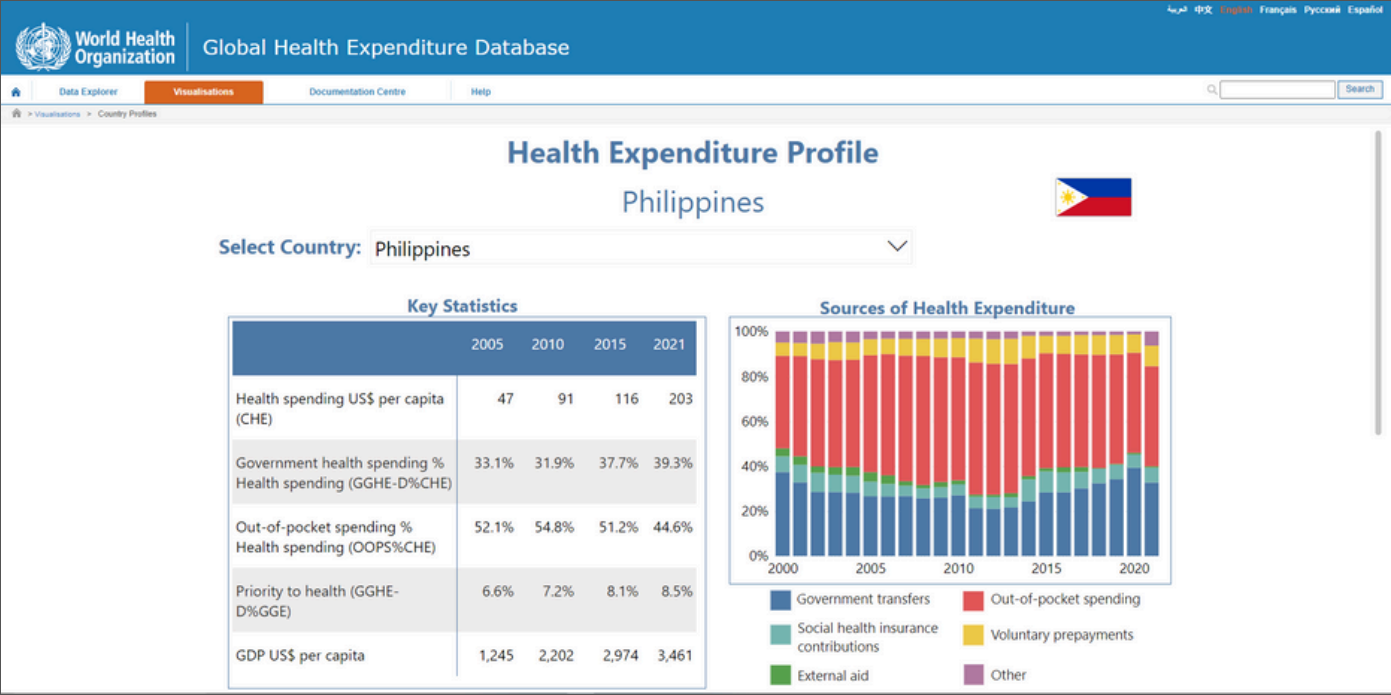 العربية 中文 English Français Русский Español
World Health
Organization
Global Health Expenditure Database
Data Explorer Visualisations Documentation Centre Help Search
> Visualisations > Country Profiles
Health Expenditure Profile
Philippines
Select Country: Philippines
Key Statistics
2005 2010 2015 2021
Health spending US$ per capita
(CHE) 47 91 116 203
Government health spending %
Health spending (GGHE-D%CHE) 33.1% 31.9% 37.7% 39.3%
Out-of-pocket spending %
Health spending (OOPS%CHE) 52.1% 54.8% 51.2% 44.6%
Priority to health (GGHE-
D%GGE) 6.6% 7.2% 8.1% 8.5%
GDP US$ per capita 1,245 2,202 2,974 3,461
Sources of Health Expenditure
100%
80%
60%
40%
20%
0%
2000 2005 2010 2015 2020
Government transfers Out-of-pocket spending
Social health insurance
contributions Voluntary prepayments
External aid Other